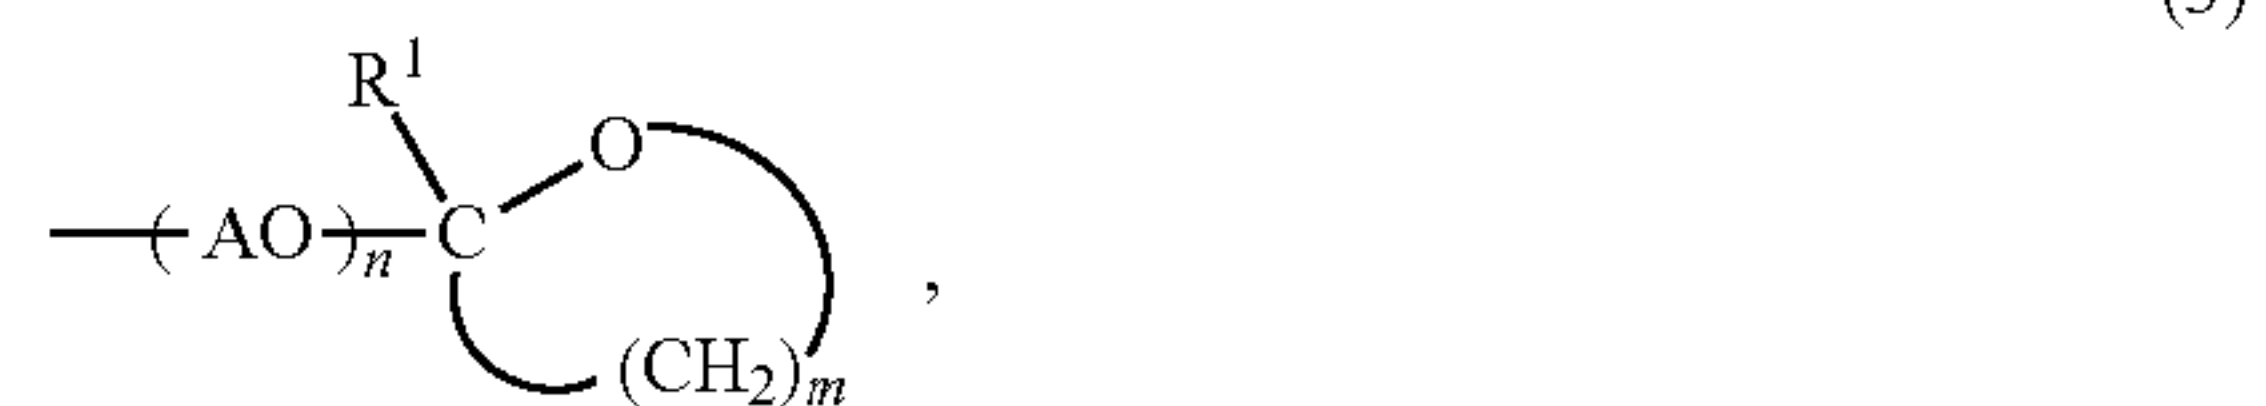 R¹
O
—( AO )ₙ—C
,
(CH₂)ₘ